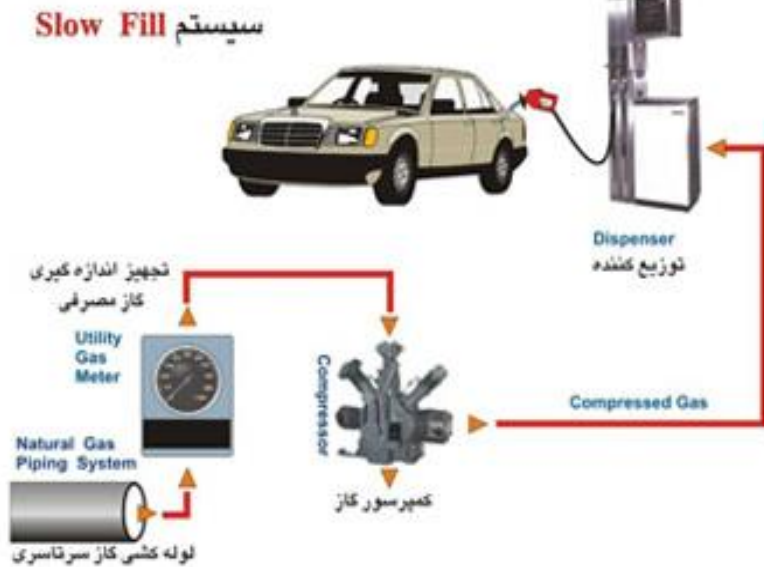 سیستم Slow Fill
Dispenser
توزیع کننده
تجهیز اندازه گیری
گاز مصرفی
Utility
Gas
Meter
Compressor
Compressed Gas
کمپرسور گاز
Natural Gas
Piping System
لوله کشی گاز سرتاسری